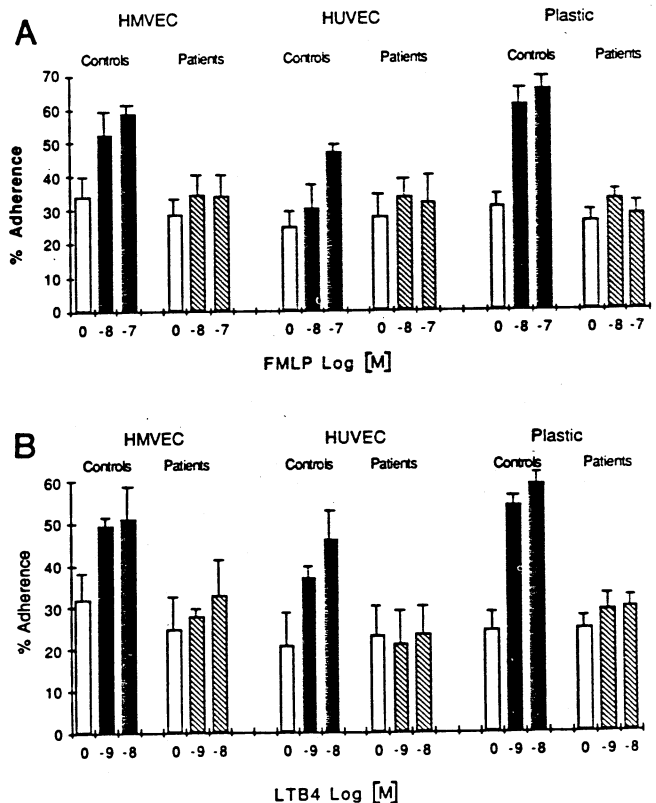 A
HMVEC HUVEC Plastic
Controls Patients Controls Patients Controls Patients
70
60
50
40
30
20
10
0
% Adherence
0 -8 -7 0 -8 -7 0 -8 -7 0 -8 -7 0 -8 -7 0 -8 -7
FMLP Log [M]
B
HMVEC HUVEC Plastic
Controls Patients Controls Patients Controls Patients
60
50
40
30
20
10
0
% Adherence
0 -9 -8 0 -9 -8 0 -9 -8 0 -9 -8 0 -9 -8 0 -9 -8
LTB4 Log [M]